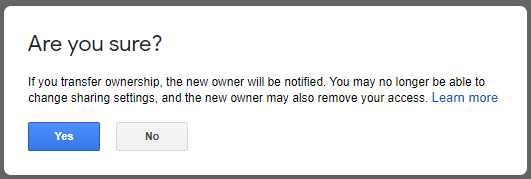 Are you sure?
If you transfer ownership, the new owner will be notified. You may no longer be able to
change sharing settings, and the new owner may also remove your access. Learn more
Yes No